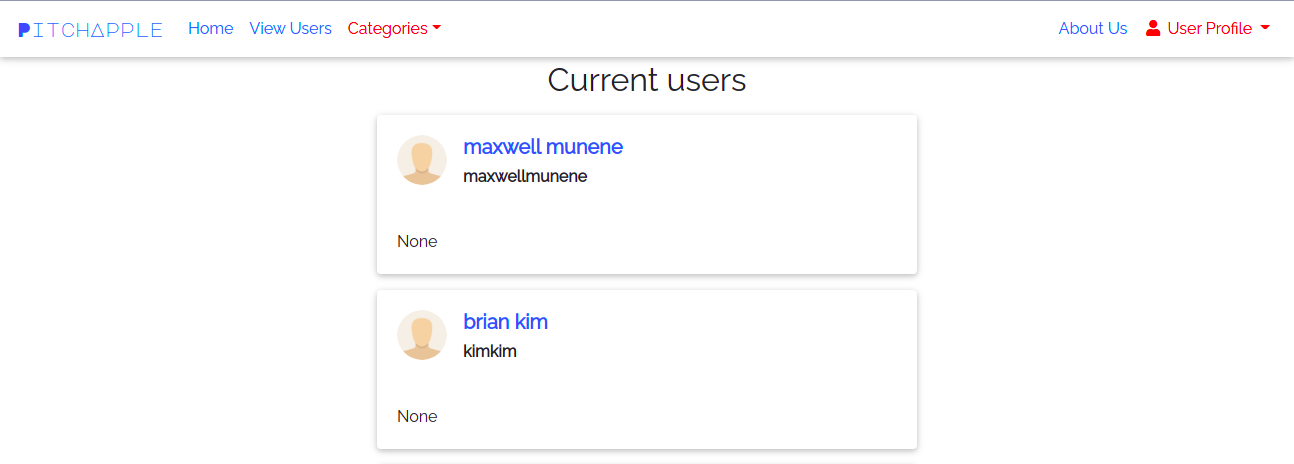 PITCHAPPLE Home View Users Categories About Us User Profile
Current users
maxwell munene
maxwellmunene
None
brian kim
kimkim
None